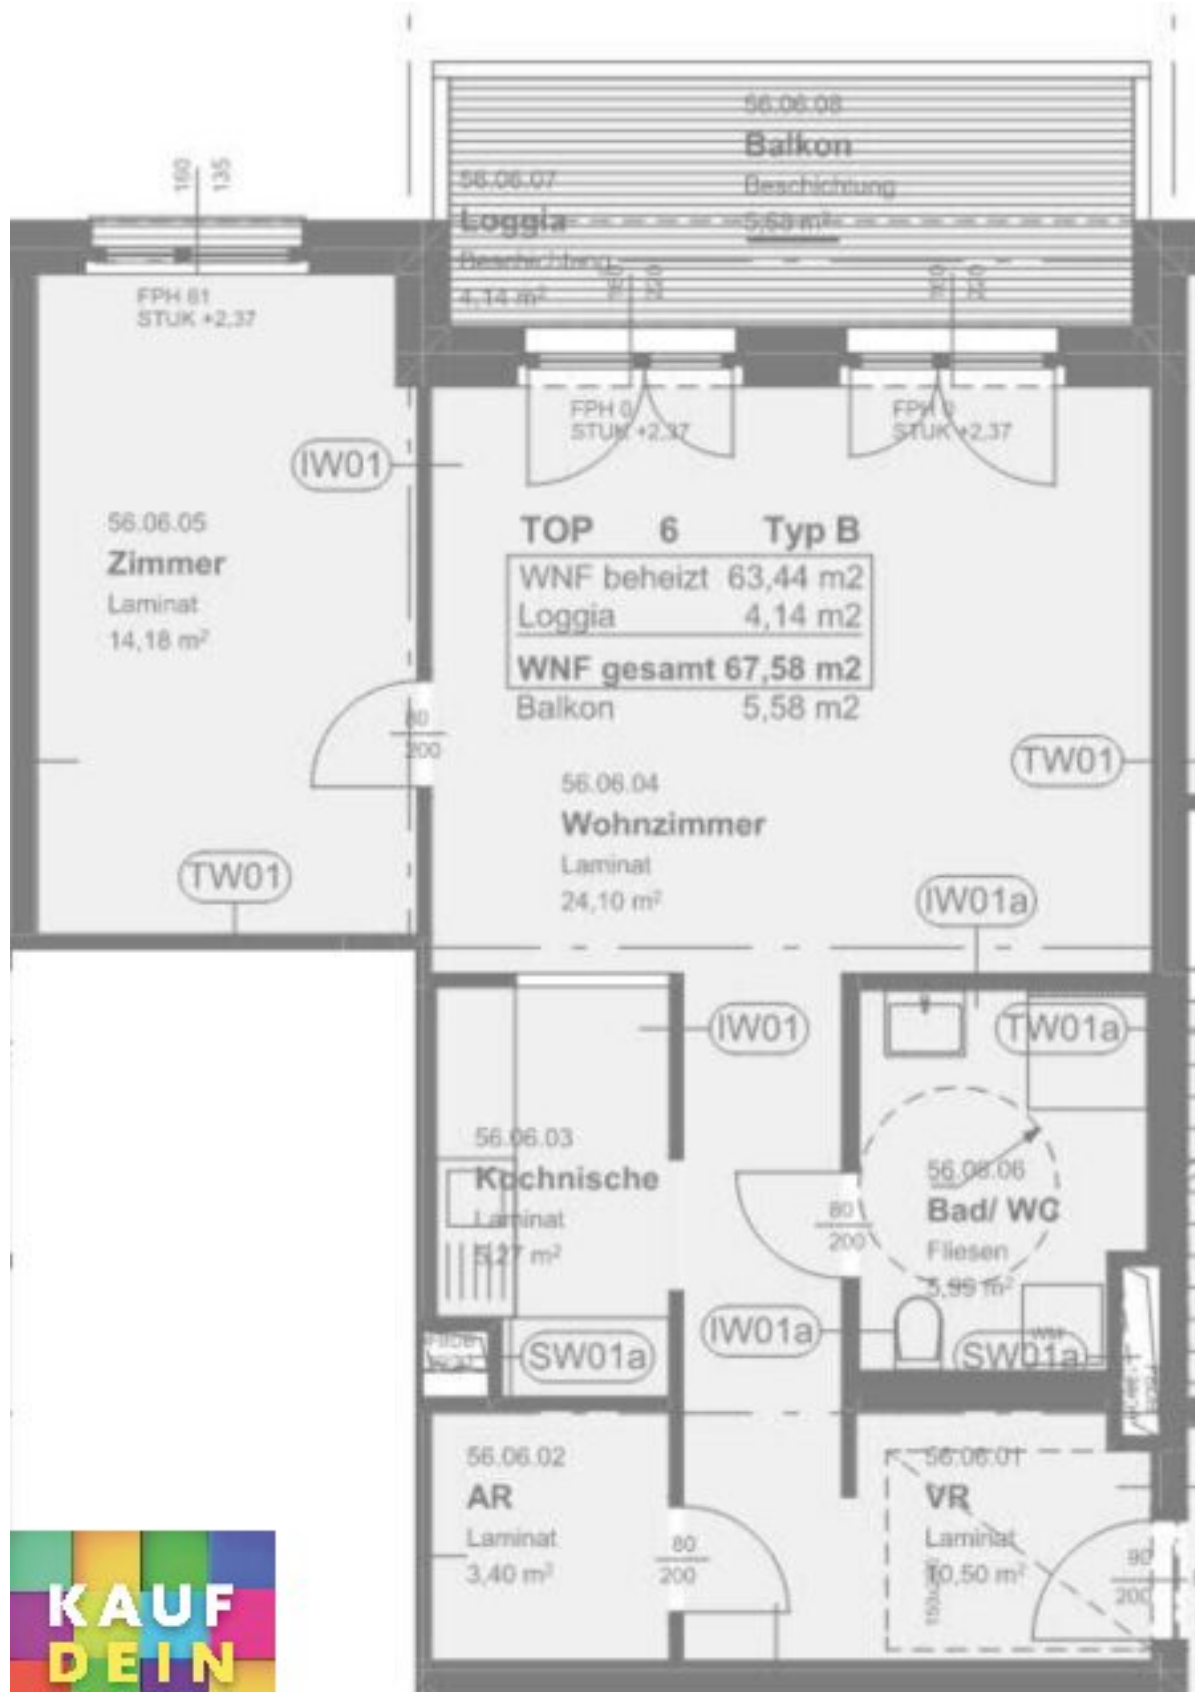 56.06.08
Balkon
Beschichtung
56.06.07
Loggia
Beschichtung
4,14 m²
160
135
FPH 81
STUK +2,37
FPH 0
STUK +2,37
FPH 0
STUK +2,37
IW01
56.06.05
Zimmer
Laminat
14,18 m²
TOP 6 Typ B
WNF beheizt 63,44 m2
Loggia 4,14 m2
WNF gesamt 67,58 m2
Balkon 5,58 m2
80
200
TW01
56.06.04
Wohnzimmer
Laminat
24,10 m²
TW01
IW01a
IW01
TW01a
56.06.03
Kochnische
Laminat
5,27 m²
56.06.06
Bad/ WC
Fliesen
5,99 m²
80
200
IW01a
SW01a
SW01a
WM
56.06.02
AR
Laminat
3,40 m²
80
200
56.06.01
VR
Laminat
10,50 m²
90
200
KAUF
DEIN